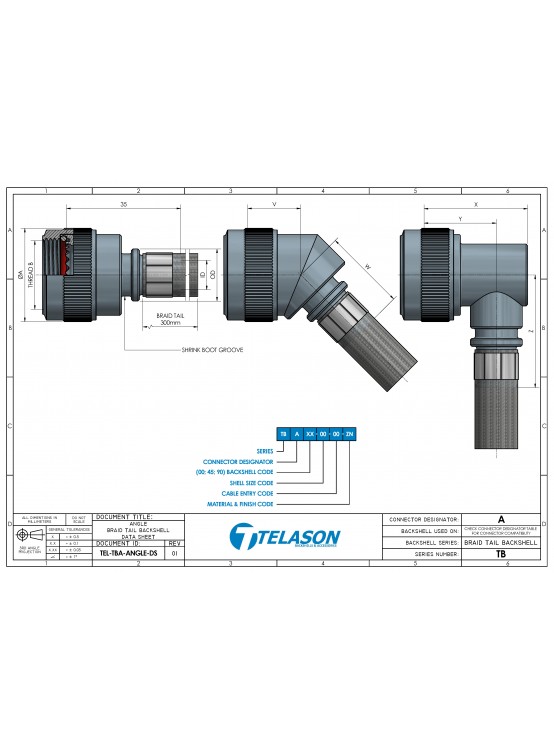 1 2 3 4 5 6
A A
B B
C C
D D
35
V
X
Y
W
Z
ØA
THREAD B
ID
OD
BRAID TAIL
300mm
SHRINK BOOT GROOVE
TB A XX - 00 - 00 - ZN
SERIES
CONNECTOR DESIGNATOR
(00; 45; 90) BACKSHELL CODE
SHELL SIZE CODE
CABLE ENTRY CODE
MATERIAL & FINISH CODE
ALL DIMENTIONS IN
MILLIMETERS
DO NOT
SCALE
GENERAL TOLERANCES
X = ± 0.5
X.X = ± 0.1
X.XX = ± 0.05
= ± 1°
3RD ANGLE
PROJECTION
DOCUMENT TITLE:
ANGLE
BRAID TAIL BACKSHELL
DATA SHEET
DOCUMENT ID: REV
TEL-TBA-ANGLE-DS 01
TELASON
BACKSHELLS & ACCESSORIES
CONNECTOR DESIGNATOR: A
BACKSHELL USED ON:
CHECK CONNECTOR DESIGNATOR TABLE
FOR CONNECTOR COMPATIBILITY
BACKSHELL SERIES: BRAID TAIL BACKSHELL
SERIES NUMBER: TB
1 2 3 4 5 6